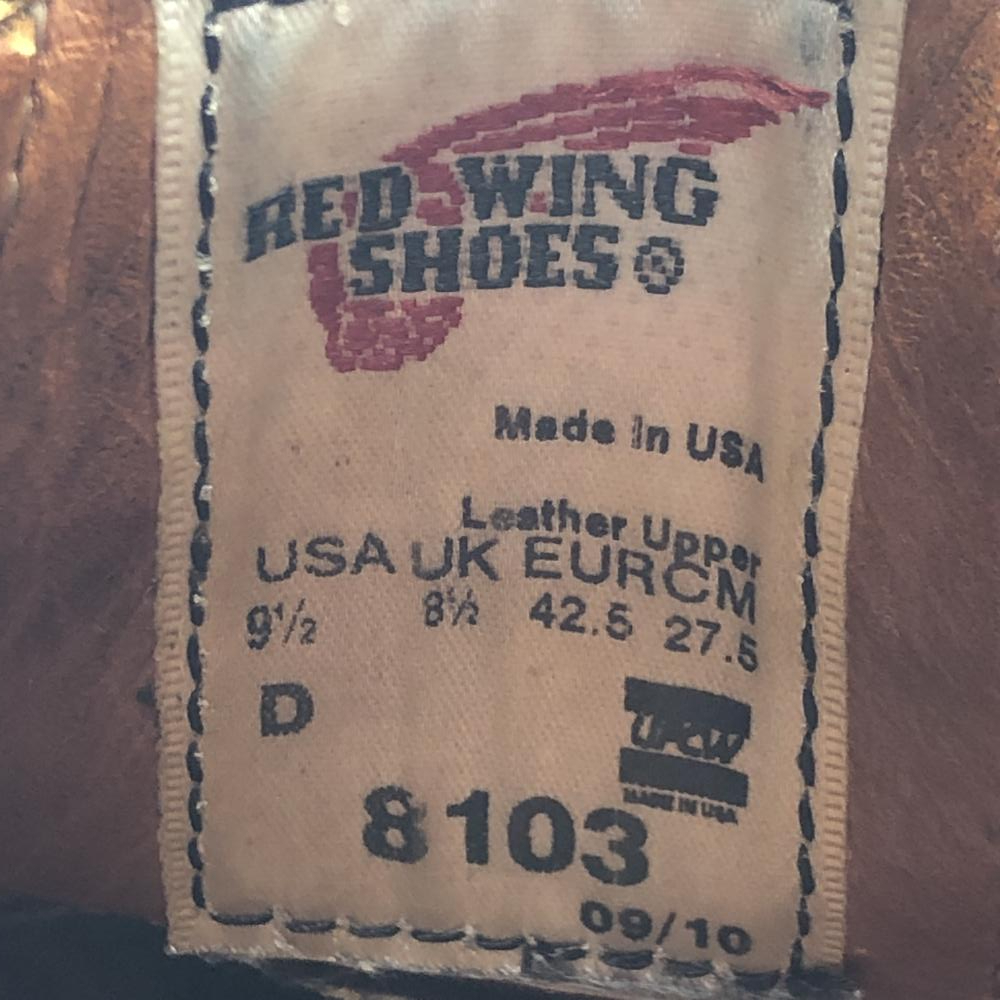 RED WING
SHOES®
Made in USA
Leather Upper
USA UK EUR CM
9½ 8½ 42.5 27.5
D
UFCW
MADE IN USA
8103
09/10